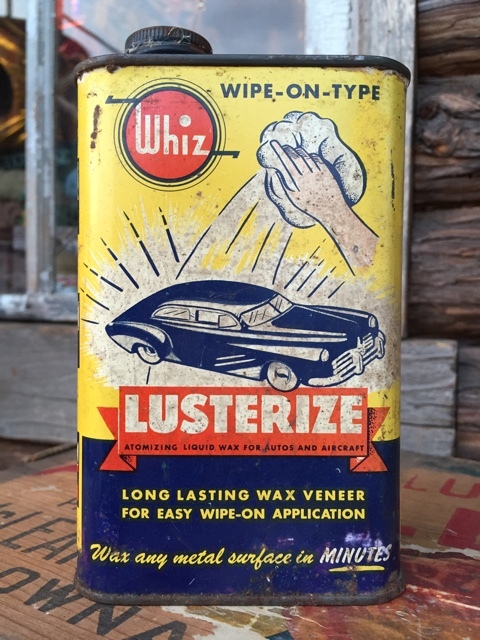 WIPE-ON-TYPE
Whiz
LUSTERIZE
ATOMIZING LIQUID WAX FOR AUTOS AND AIRCRAFT
LONG LASTING WAX VENEER
FOR EASY WIPE-ON APPLICATION
Wax any metal surface in MINUTES
OWNA